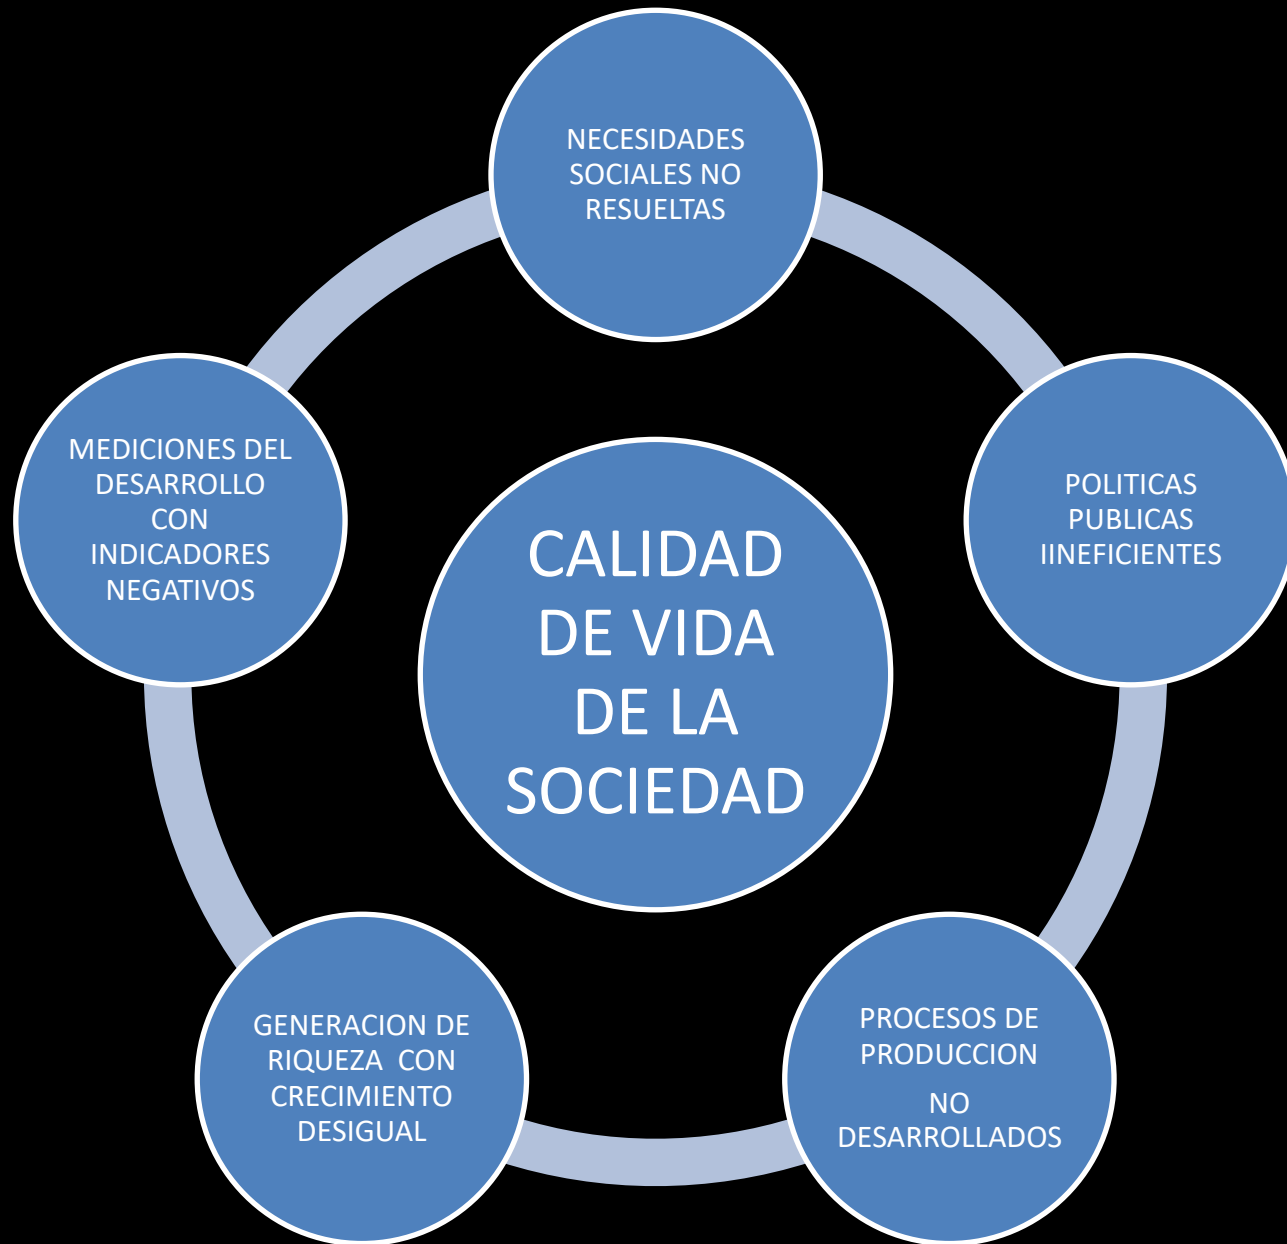 NECESIDADES
SOCIALES NO
RESUELTAS
POLITICAS
PUBLICAS
IINEFICIENTES
PROCESOS DE
PRODUCCION
NO
DESARROLLADOS
GENERACION DE
RIQUEZA  CON
CRECIMIENTO
DESIGUAL
MEDICIONES DEL
DESARROLLO
CON
INDICADORES
NEGATIVOS
CALIDAD
DE VIDA
DE LA
SOCIEDAD